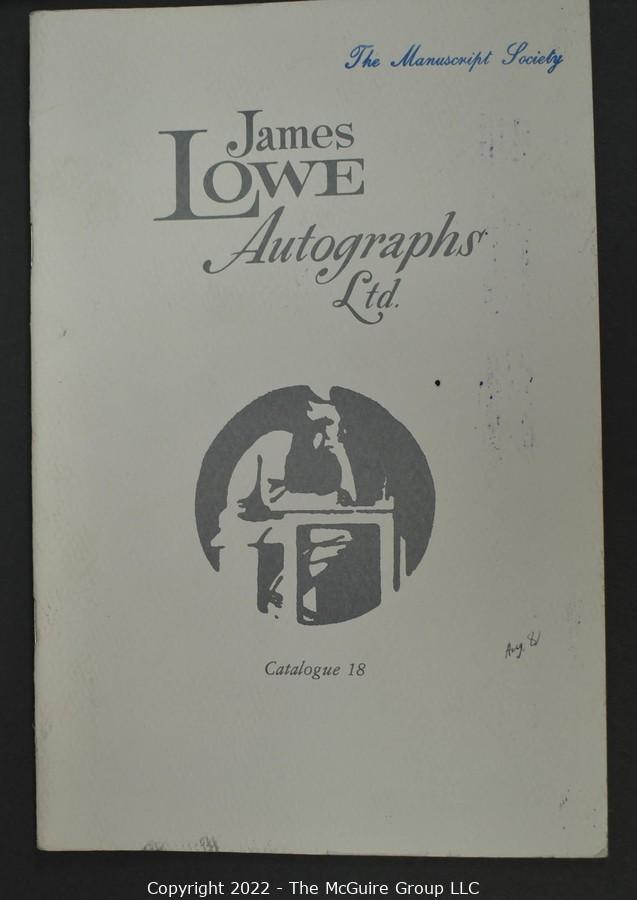 The Manuscript Society
James
LOWE
Autographs
Ltd.
Catalogue 18
Aug. 81
Copyright 2022 - The McGuire Group LLC